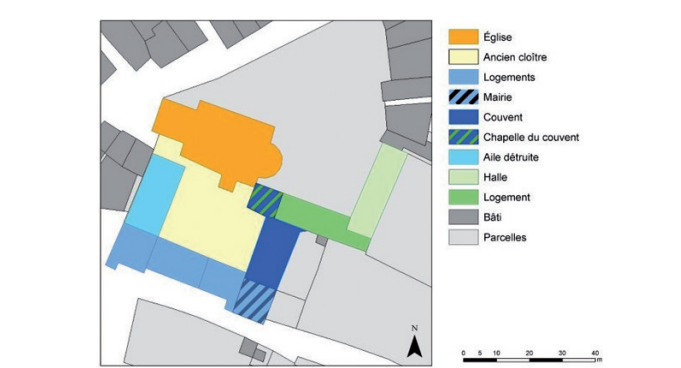 Église
Ancien cloître
Logements
Mairie
Couvent
Chapelle du couvent
Aile détruite
Halle
Logement
Bâti
Parcelles
N
0 5 10 20 30 40
m